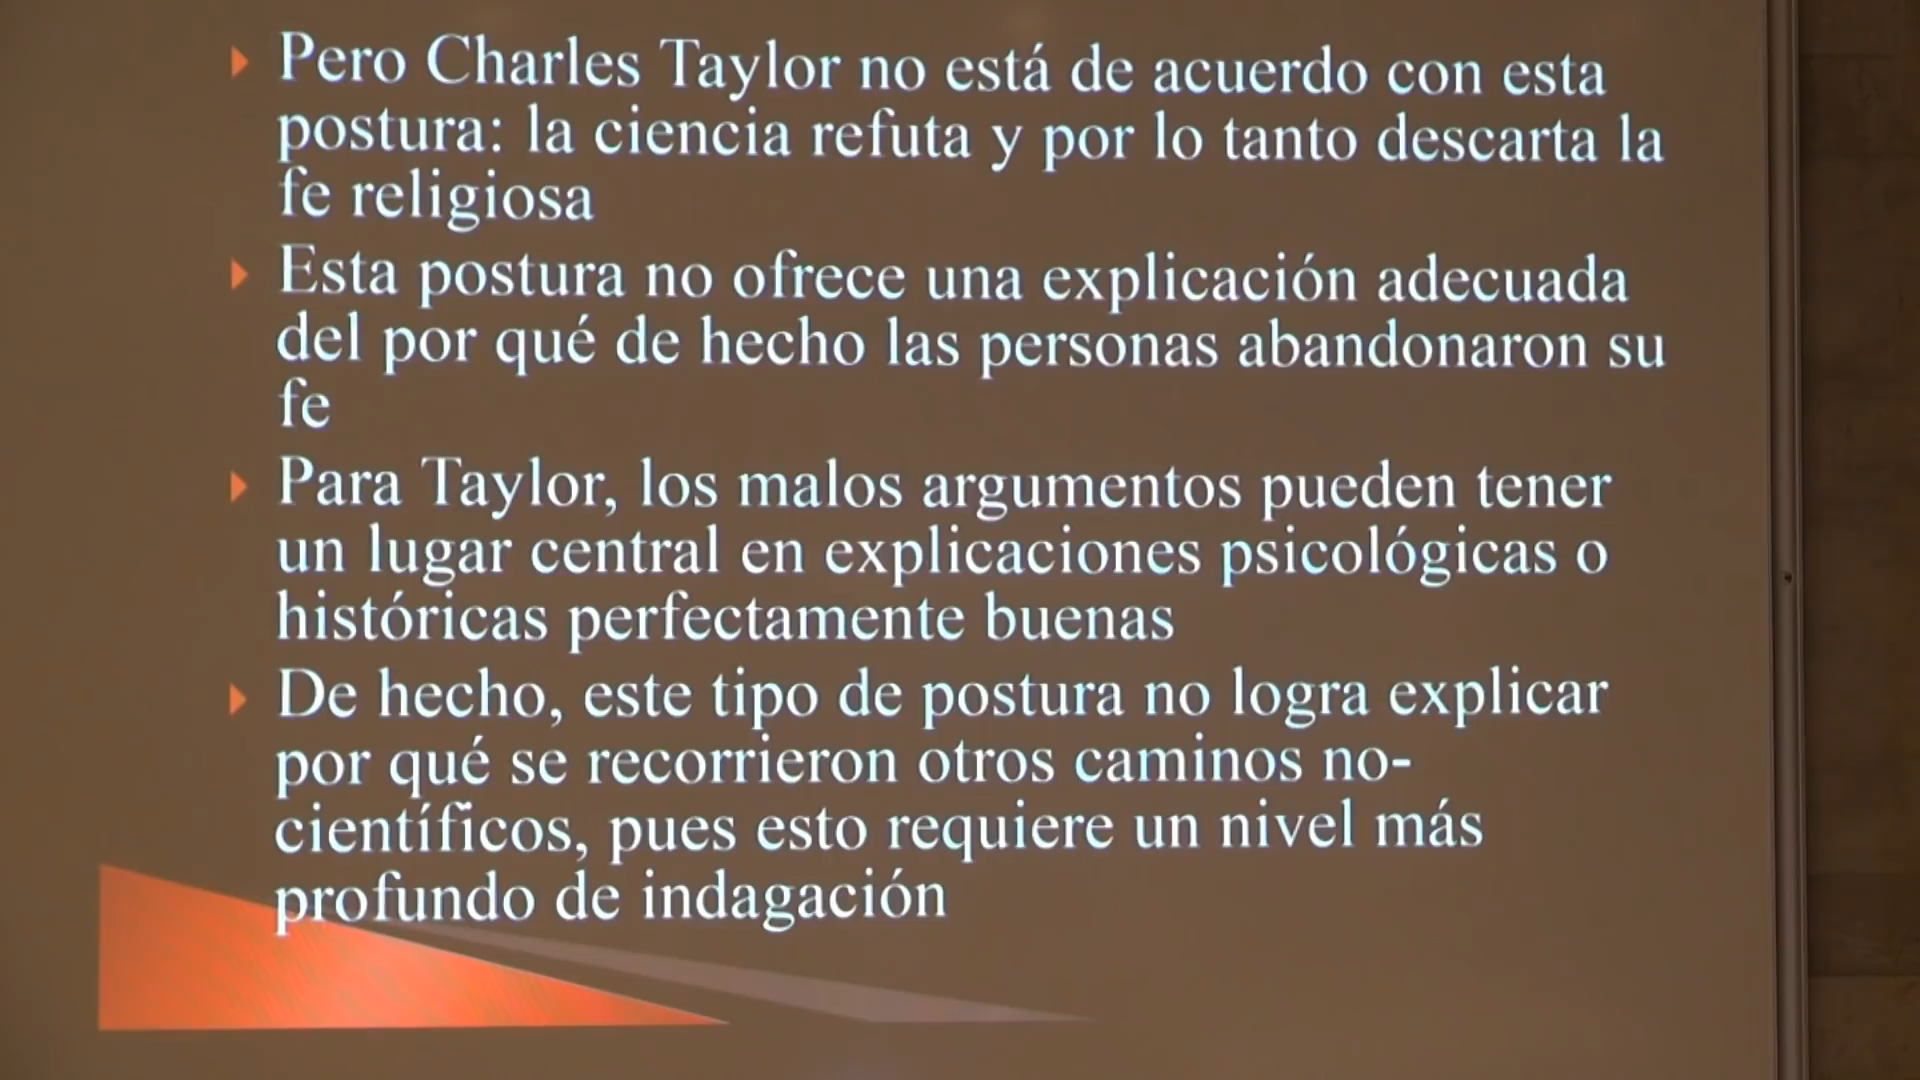 Pero Charles Taylor no está de acuerdo con esta
postura: la ciencia refuta y por lo tanto descarta la
fe religiosa
Esta postura no ofrece una explicación adecuada
del por qué de hecho las personas abandonaron su
fe
Para Taylor, los malos argumentos pueden tener
un lugar central en explicaciones psicológicas o
históricas perfectamente buenas
De hecho, este tipo de postura no logra explicar
por qué se recorrieron otros caminos no-
científicos, pues esto requiere un nivel más
profundo de indagación